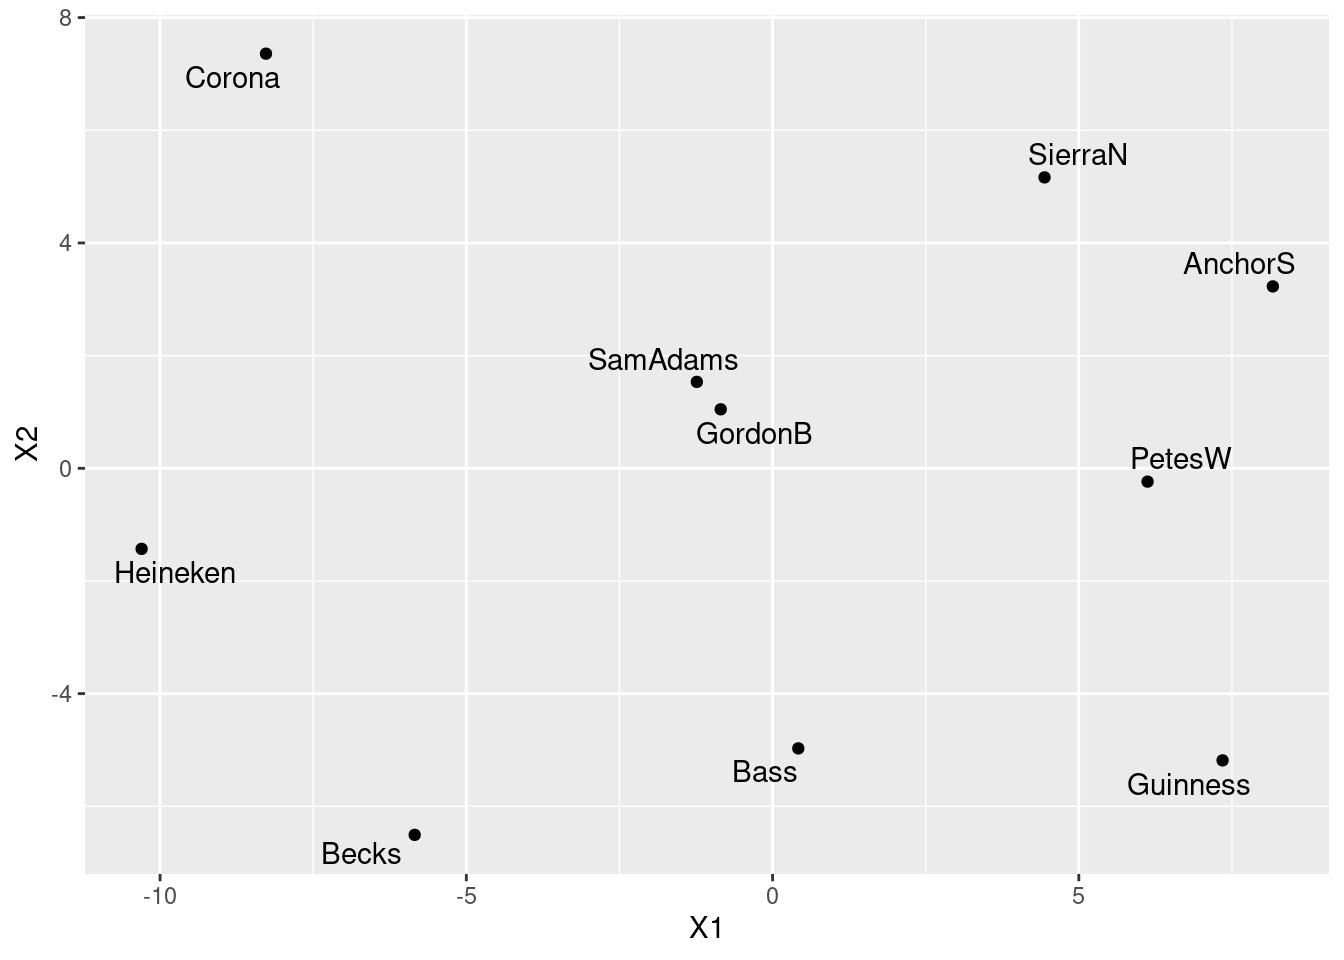 8
Corona
SierraN
4
AnchorS
SamAdams
GordonB
X2
PetesW
0
Heineken
-4
Bass
Guinness
Becks
-10 -5 0 5
X1